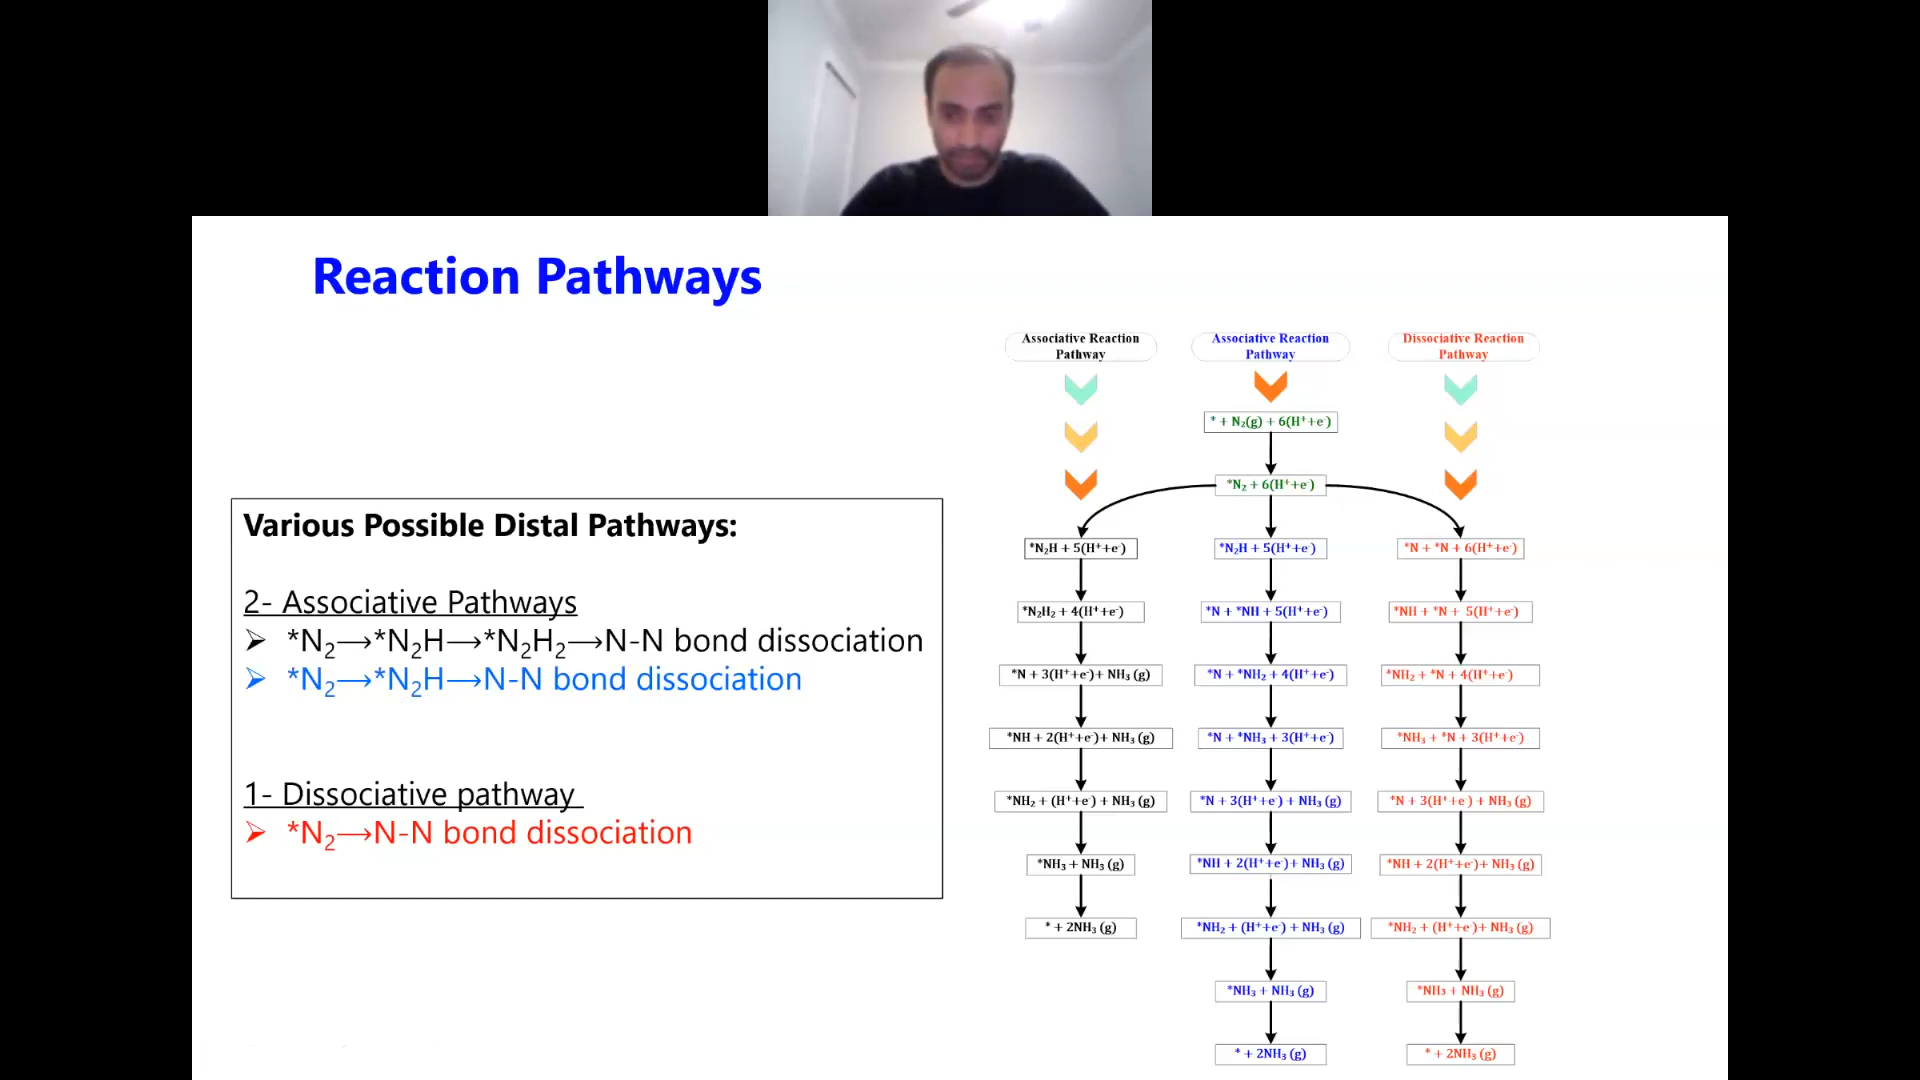 Reaction Pathways
Various Possible Distal Pathways:
2- Associative Pathways
➢ *N₂⟶*N₂H⟶*N₂H₂⟶N-N bond dissociation
➢ *N₂⟶*N₂H⟶N-N bond dissociation
1- Dissociative pathway
➢ *N₂⟶N-N bond dissociation
Associative Reaction
Pathway
Associative Reaction
Pathway
Dissociative Reaction
Pathway
* + N₂(g) + 6(H⁺+e⁻)
*N₂ + 6(H⁺+e⁻)
*N₂H + 5(H⁺+e⁻)
*N₂H₂ + 4(H⁺+e⁻)
*N + 3(H⁺+e⁻)+ NH₃ (g)
*NH + 2(H⁺+e⁻)+ NH₃ (g)
*NH₂ + (H⁺+e⁻) + NH₃ (g)
*NH₃ + NH₃ (g)
* + 2NH₃ (g)
*N₂H + 5(H⁺+e⁻)
*N + *NH + 5(H⁺+e⁻)
*N + *NH₂ + 4(H⁺+e⁻)
*N + *NH₃ + 3(H⁺+e⁻)
*N + 3(H⁺+e⁻) + NH₃ (g)
*NH + 2(H⁺+e⁻)+ NH₃ (g)
*NH₂ + (H⁺+e⁻) + NH₃ (g)
*NH₃ + NH₃ (g)
* + 2NH₃ (g)
*N + *N + 6(H⁺+e⁻)
*NH + *N + 5(H⁺+e⁻)
*NH₂ + *N + 4(H⁺+e⁻)
*NH₃ + *N + 3(H⁺+e⁻)
*N + 3(H⁺+e⁻) + NH₃ (g)
*NH + 2(H⁺+e⁻)+ NH₃ (g)
*NH₂ + (H⁺+e⁻)+ NH₃ (g)
*NH₃ + NH₃ (g)
* + 2NH₃ (g)